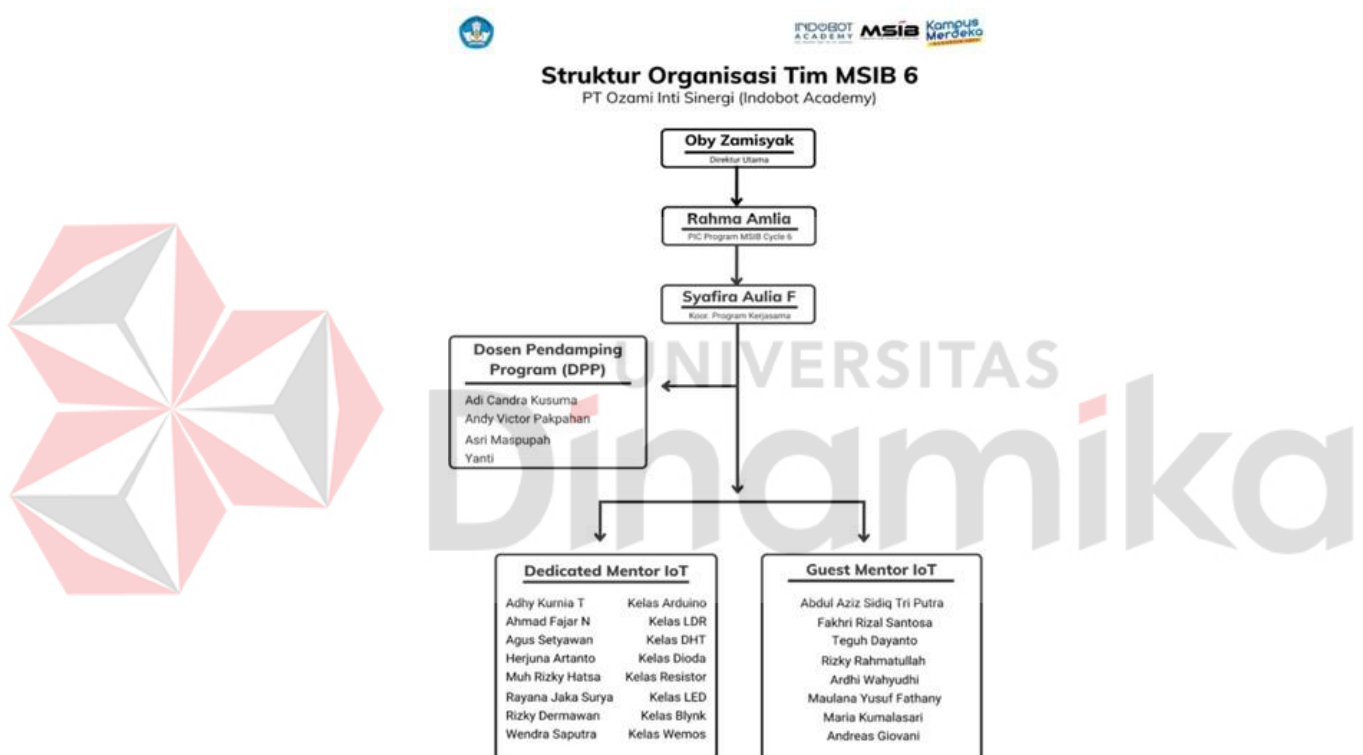 INDOBOT
ACADEMY
MSIB
Kampus
Merdeka
Struktur Organisasi Tim MSIB 6
PT Ozami Inti Sinergi (Indobot Academy)
Oby Zamisyak
Direktur Utama
Rahma Amlia
PIC Program MSIB Cycle 6
Syafira Aulia F
Koor. Program Kerjasama
UNIVERSITAS
Dinamika
Dosen Pendamping
Program (DPP)
Adi Candra Kusuma
Andy Victor Pakpahan
Asri Maspupah
Yanti
Dedicated Mentor IoT
Adhy Kurnia T Kelas Arduino
Ahmad Fajar N Kelas LDR
Agus Setyawan Kelas DHT
Herjuna Artanto Kelas Dioda
Muh Rizky Hatsa Kelas Resistor
Rayana Jaka Surya Kelas LED
Rizky Dermawan Kelas Blynk
Wendra Saputra Kelas Wemos
Guest Mentor IoT
Abdul Aziz Sidiq Tri Putra
Fakhri Rizal Santosa
Teguh Dayanto
Rizky Rahmatullah
Ardhi Wahyudhi
Maulana Yusuf Fathany
Maria Kumalasari
Andreas Giovani